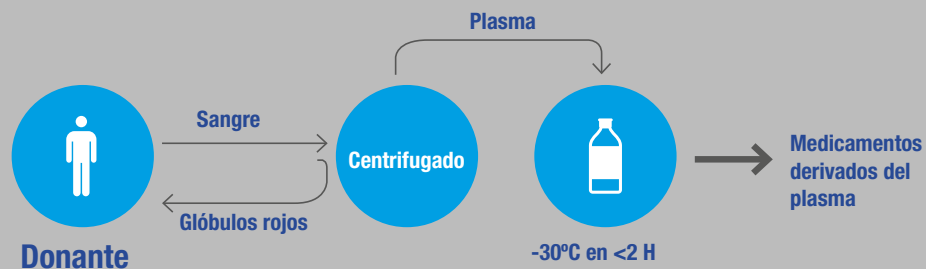 Plasma
Sangre
Centrifugado
Glóbulos rojos
Donante
-30ºC en <2 H
Medicamentos
derivados del
plasma